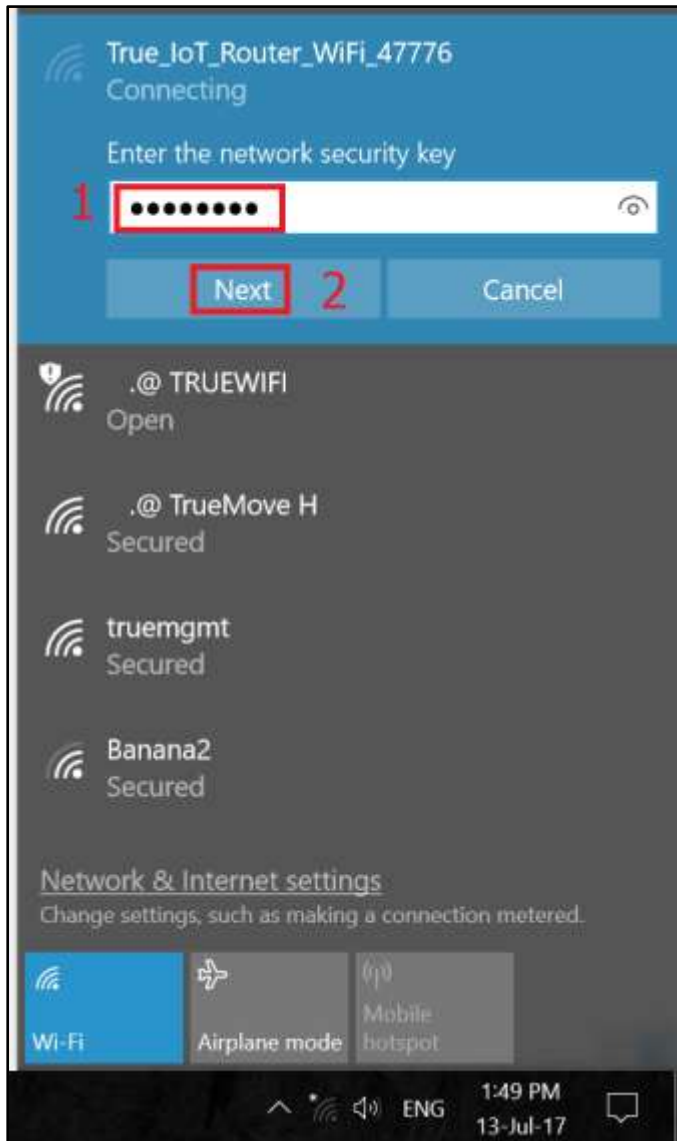 True_IoT_Router_WiFi_47776
Connecting
Enter the network security key
1 ●●●●●●●●
Next 2 Cancel
.@ TRUEWIFI
Open
.@ TrueMove H
Secured
truemgmt
Secured
Banana2
Secured
Network & Internet settings
Change settings, such as making a connection metered.
Wi-Fi
Airplane mode
Mobile
hotspot
ENG
1:49 PM
13-Jul-17